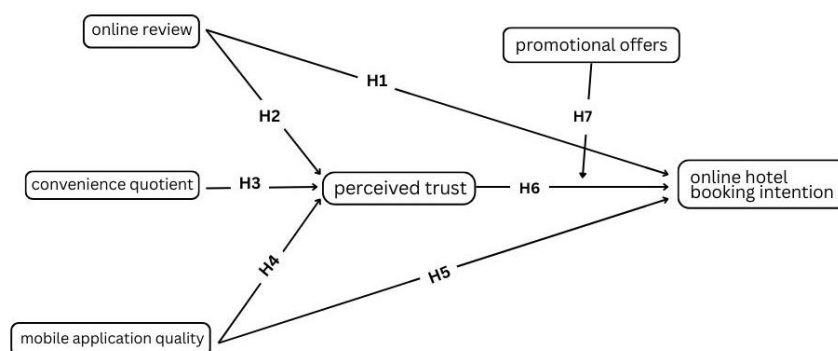 online review
promotional offers
H1
H2
H7
convenience quotient
H3
perceived trust
H6
online hotel
booking intention
H4
H5
mobile application quality